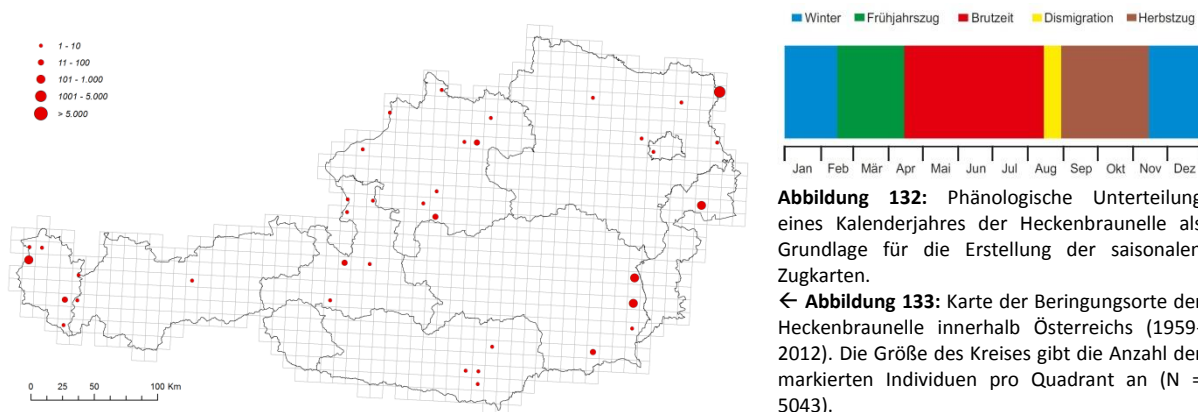 1 - 10
11 - 100
101 - 1.000
1001 - 5.000
> 5.000
0 25 50 100 Km
Winter Frühjahrszug Brutzeit Dismigration Herbstzug
Jan Feb Mär Apr Mai Jun Jul Aug Sep Okt Nov Dez
Abbildung 132: Phänologische Unterteilung
eines Kalenderjahres der Heckenbraunelle als
Grundlage für die Erstellung der saisonalen
Zugkarten.
← Abbildung 133: Karte der Beringungsorte der
Heckenbraunelle innerhalb Österreichs (1959-
2012). Die Größe des Kreises gibt die Anzahl der
markierten Individuen pro Quadrant an (N =
5043).